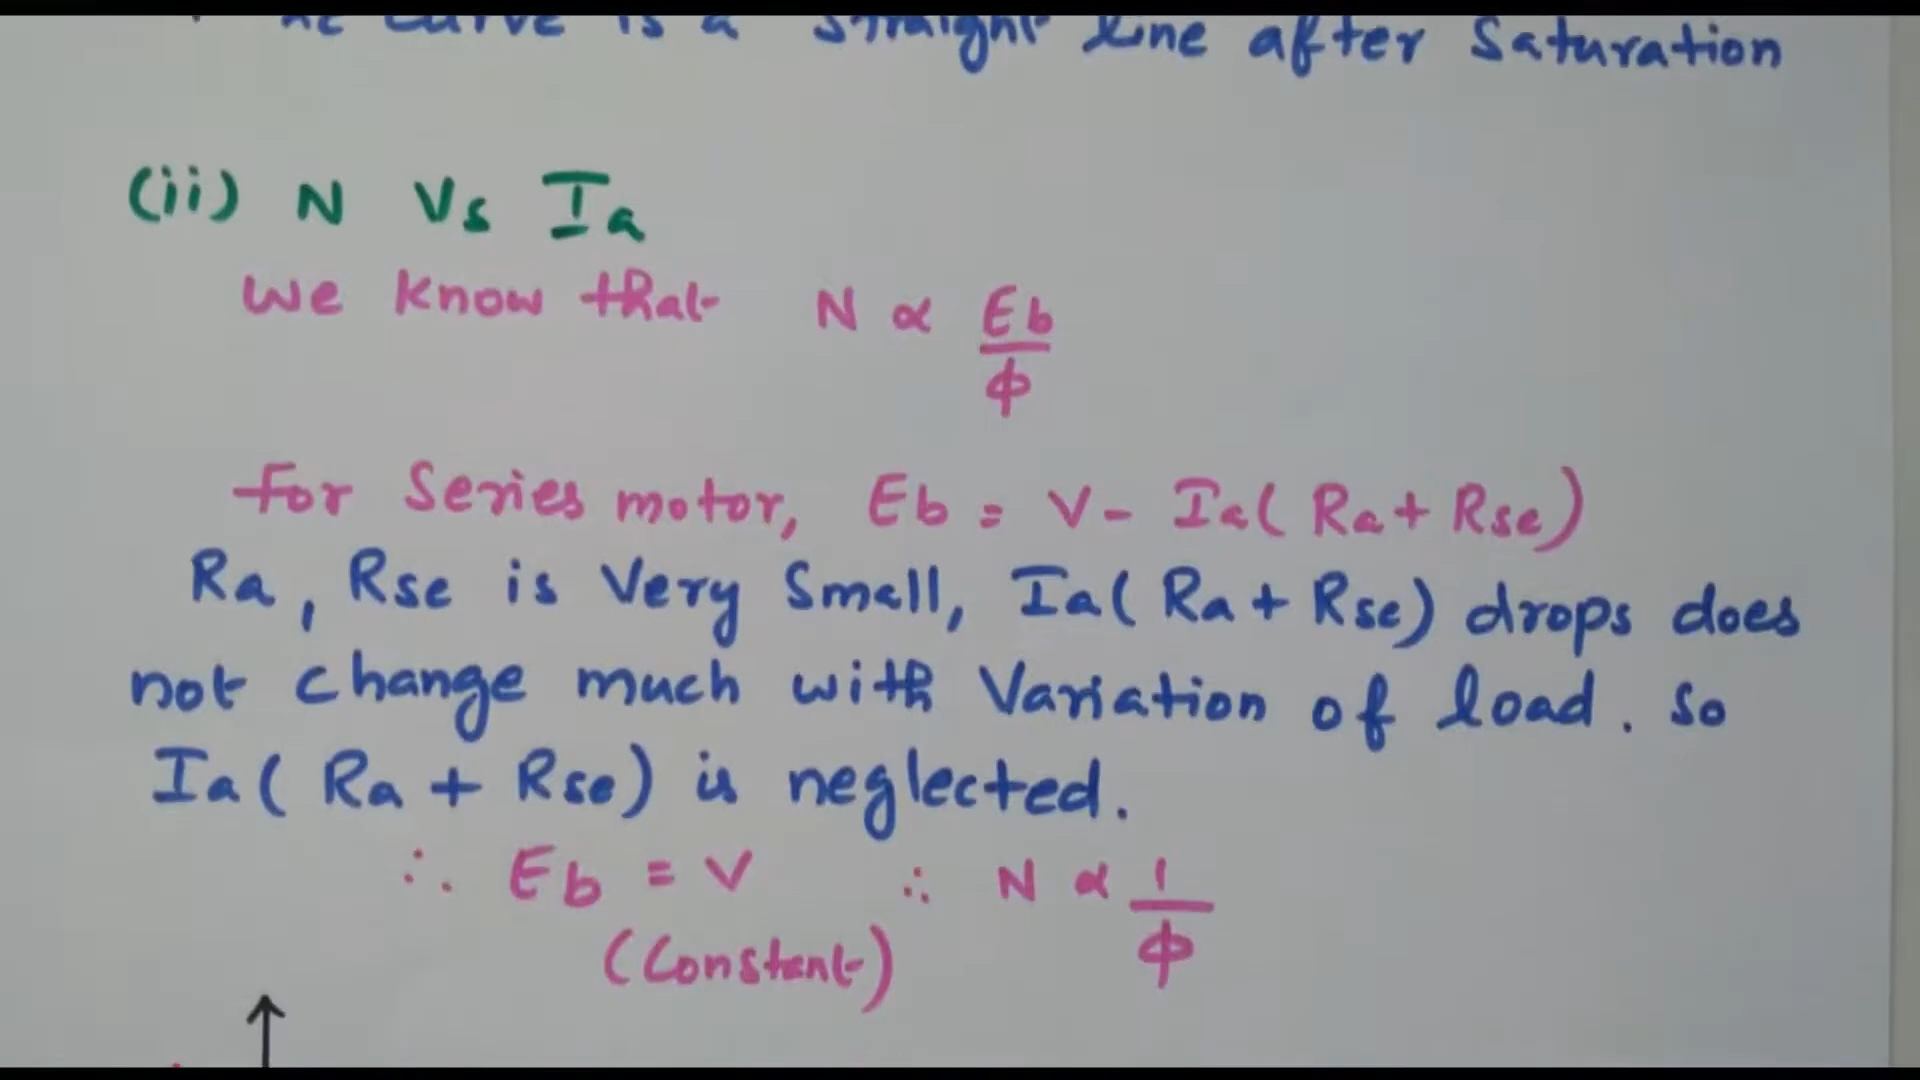 curve is a straight line after saturation
(ii) N Vs Ia
we know that N ∝ Eb/ϕ
For Series motor, Eb = V - Ia(Ra + Rse)
Ra, Rse is very small, Ia(Ra + Rse) drops does
not change much with variation of load. So
Ia(Ra + Rse) is neglected.
∴ Eb = V ∴ N ∝ 1/ϕ
(Constant)